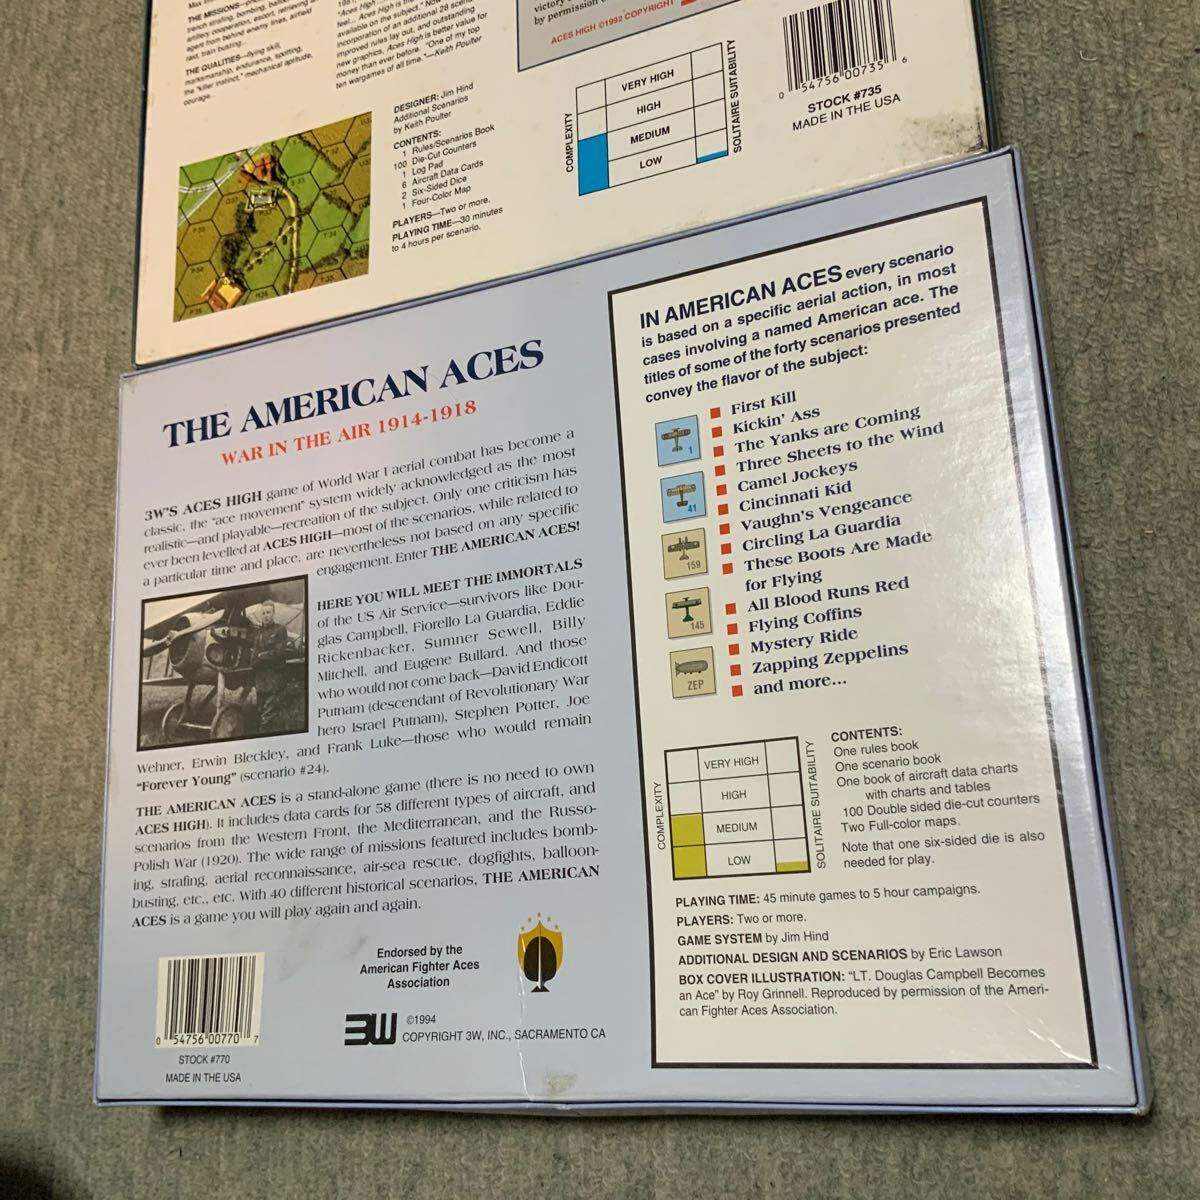 THE MISSIONS—
trench strafing, bombing, balloon
artillery cooperation, escort, retrieving an
agent from behind enemy lines, airfield
raid, train busting...
THE QUALITIES—flying skill,
marksmanship, endurance, spotting,
the "killer instinct," mechanical aptitude,
courage...
available on the subject." Now
incorporation of an additional 28
improved rules lay out, and outstanding
new graphics, Aces High is better value for
money than ever before. "One of my top
ten wargames of all time."—Keith Poulter
DESIGNER: Jim Hind
Additional Scenarios
by Keith Poulter
CONTENTS:
1 Rules/Scenarios Book
100 Die-Cut Counters
1 Log Pad
6 Aircraft Data Cards
2 Six-Sided Dice
1 Four-Color Map
PLAYERS—Two or more.
PLAYING TIME—30 minutes
to 4 hours per scenario.
victory
by permission
ACES HIGH ©1992 COPYRIGHT
COMPLEXITY
VERY HIGH
HIGH
MEDIUM
LOW
SOLITAIRE SUITABILITY
0 54756 00735 6
STOCK #735
MADE IN THE USA
THE AMERICAN ACES
WAR IN THE AIR 1914-1918
3W'S ACES HIGH game of World War I aerial combat has become a
classic, the "ace movement" system widely acknowledged as the most
realistic—and playable—recreation of the subject. Only one criticism has
ever been levelled at ACES HIGH—most of the scenarios, while related to
a particular time and place, are nevertheless not based on any specific
engagement. Enter THE AMERICAN ACES!
HERE YOU WILL MEET THE IMMORTALS
of the US Air Service—survivors like Dou-
glas Campbell, Fiorello La Guardia, Eddie
Rickenbacker, Sumner Sewell, Billy
Mitchell, and Eugene Bullard. And those
who would not come back—David Endicott
Putnam (descendant of Revolutionary War
hero Israel Putnam), Stephen Potter, Joe
Wehner, Erwin Bleckley, and Frank Luke—those who would remain
"Forever Young" (scenario #24).
THE AMERICAN ACES is a stand-alone game (there is no need to own
ACES HIGH). It includes data cards for 58 different types of aircraft, and
scenarios from the Western Front, the Mediterranean, and the Russo-
Polish War (1920). The wide range of missions featured includes bomb-
ing, strafing, aerial reconnaissance, air-sea rescue, dogfights, balloon-
busting, etc., etc. With 40 different historical scenarios, THE AMERICAN
ACES is a game you will play again and again.
Endorsed by the
American Fighter Aces
Association
0 54756 00770 7
STOCK #770
MADE IN THE USA
3W
©1994
COPYRIGHT 3W, INC., SACRAMENTO CA
IN AMERICAN ACES every scenario
is based on a specific aerial action, in most
cases involving a named American ace. The
titles of some of the forty scenarios presented
convey the flavor of the subject:
1
41
159
145
ZEP
First Kill
Kickin' Ass
The Yanks are Coming
Three Sheets to the Wind
Camel Jockeys
Cincinnati Kid
Vaughn's Vengeance
Circling La Guardia
These Boots Are Made
for Flying
All Blood Runs Red
Flying Coffins
Mystery Ride
Zapping Zeppelins
and more...
COMPLEXITY
VERY HIGH
HIGH
MEDIUM
LOW
SOLITAIRE SUITABILITY
CONTENTS:
One rules book
One scenario book
One book of aircraft data charts
with charts and tables
100 Double sided die-cut counters
Two Full-color maps.
Note that one six-sided die is also
needed for play.
PLAYING TIME: 45 minute games to 5 hour campaigns.
PLAYERS: Two or more.
GAME SYSTEM by Jim Hind
ADDITIONAL DESIGN AND SCENARIOS by Eric Lawson
BOX COVER ILLUSTRATION: "LT. Douglas Campbell Becomes
an Ace" by Roy Grinnell. Reproduced by permission of the Ameri-
can Fighter Aces Association.